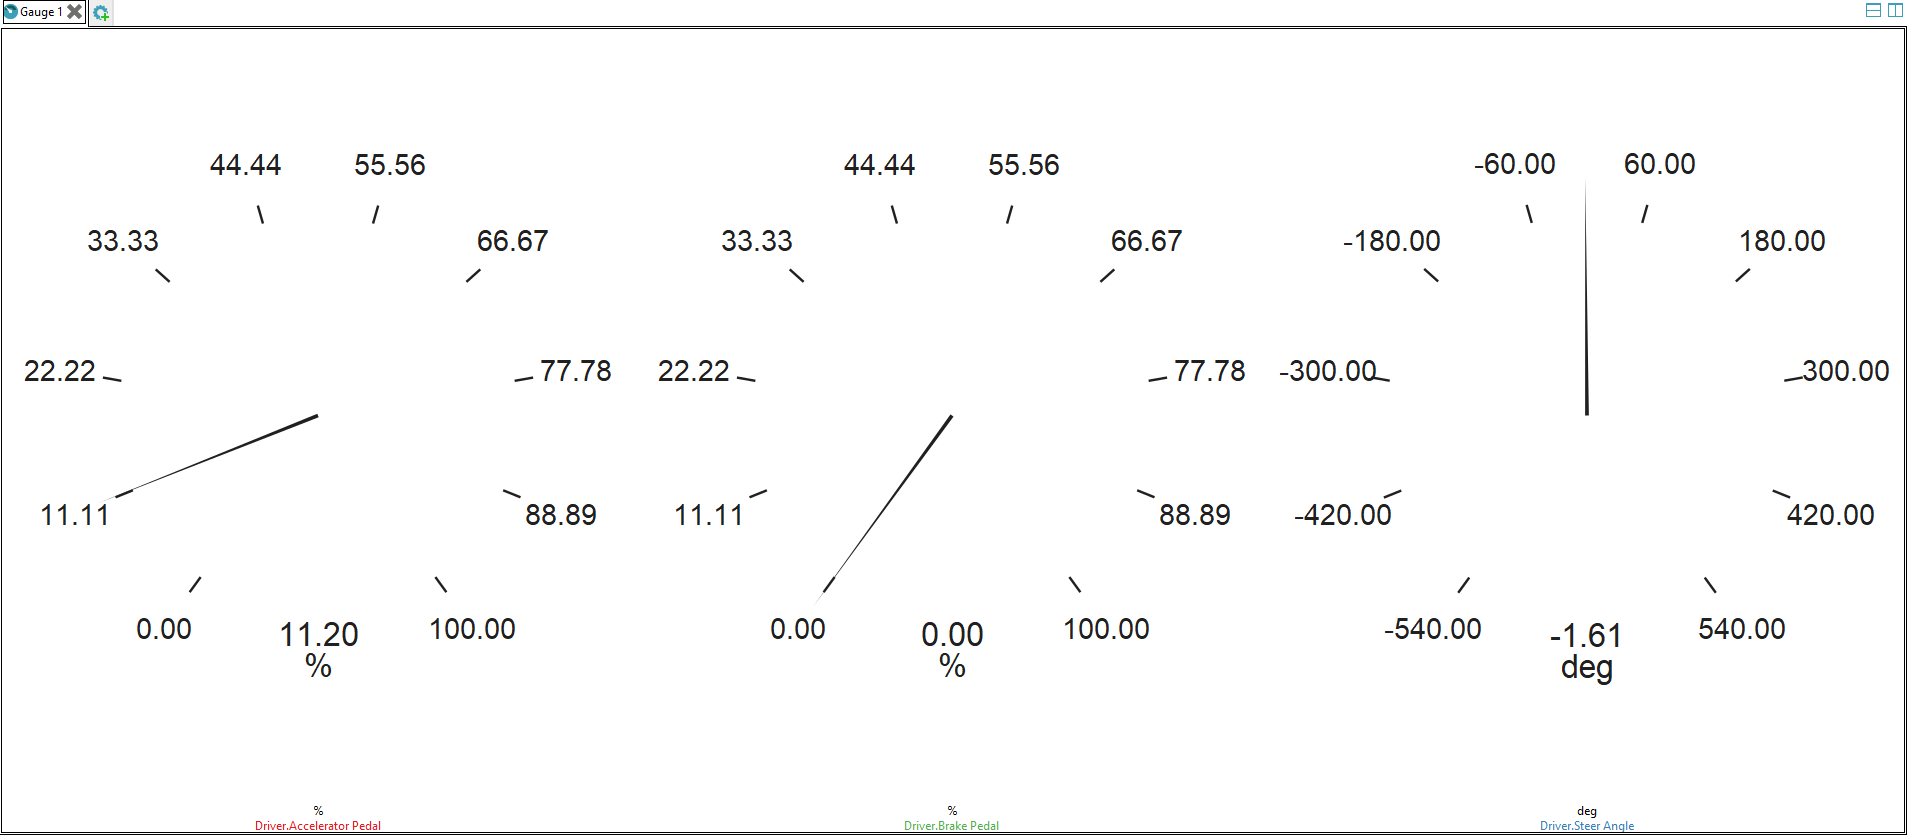 Gauge 1
44.44 55.56 44.44 55.56 -60.00 60.00
33.33 66.67 33.33 66.67 -180.00 180.00
22.22 77.78 22.22 77.78 -300.00 300.00
11.11 88.89 11.11 88.89 -420.00 420.00
0.00 11.20 100.00 0.00 0.00 100.00 -540.00 -1.61 540.00
% % deg
% % deg
Driver.Accelerator Pedal Driver.Brake Pedal Driver.Steer Angle